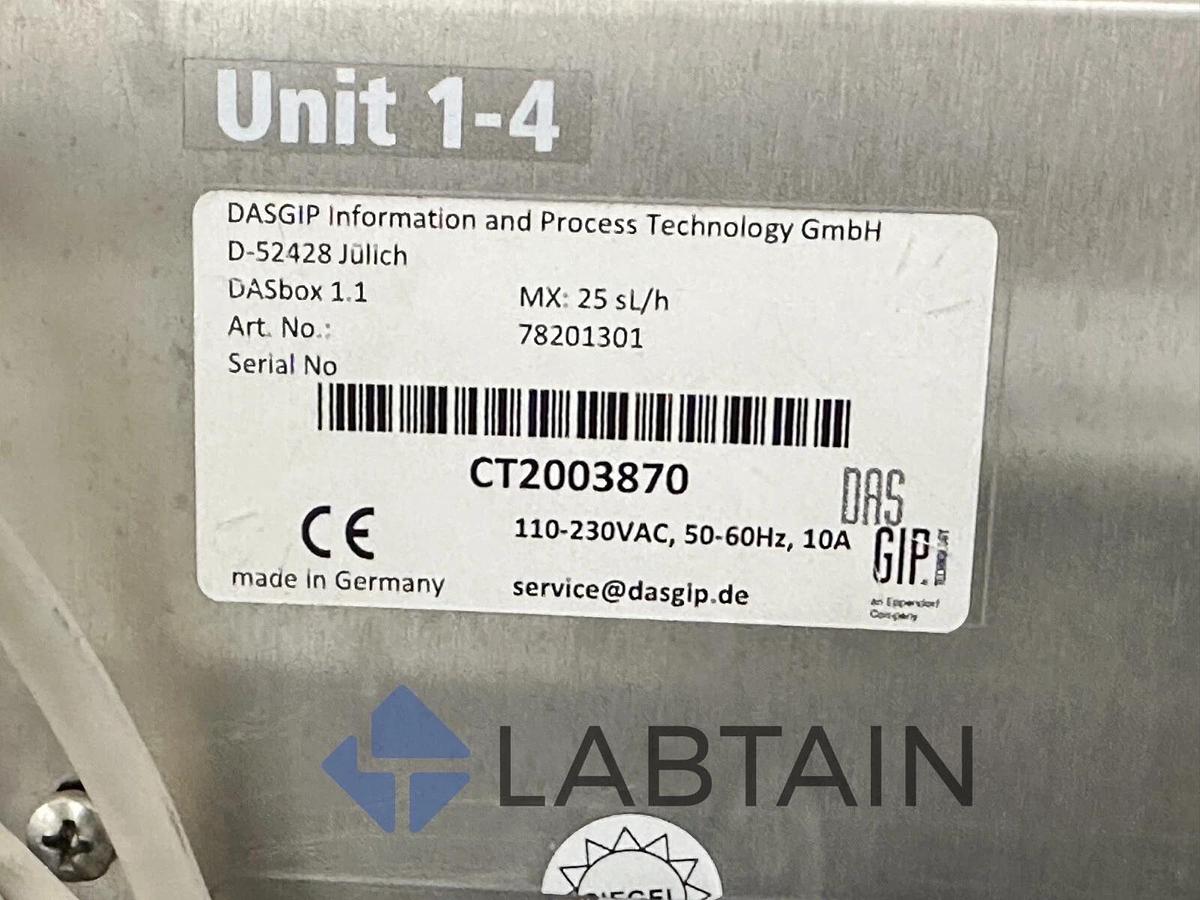 Unit 1-4
DASGIP Information and Process Technology GmbH
D-52428 Jülich
DASbox 1.1 MX: 25 sL/h
Art. No.: 78201301
Serial No
CT2003870
CE 110-230VAC, 50-60Hz, 10A
made in Germany service@dasgip.de
DAS
GIP
An Eppendorf
Company
LABTAIN